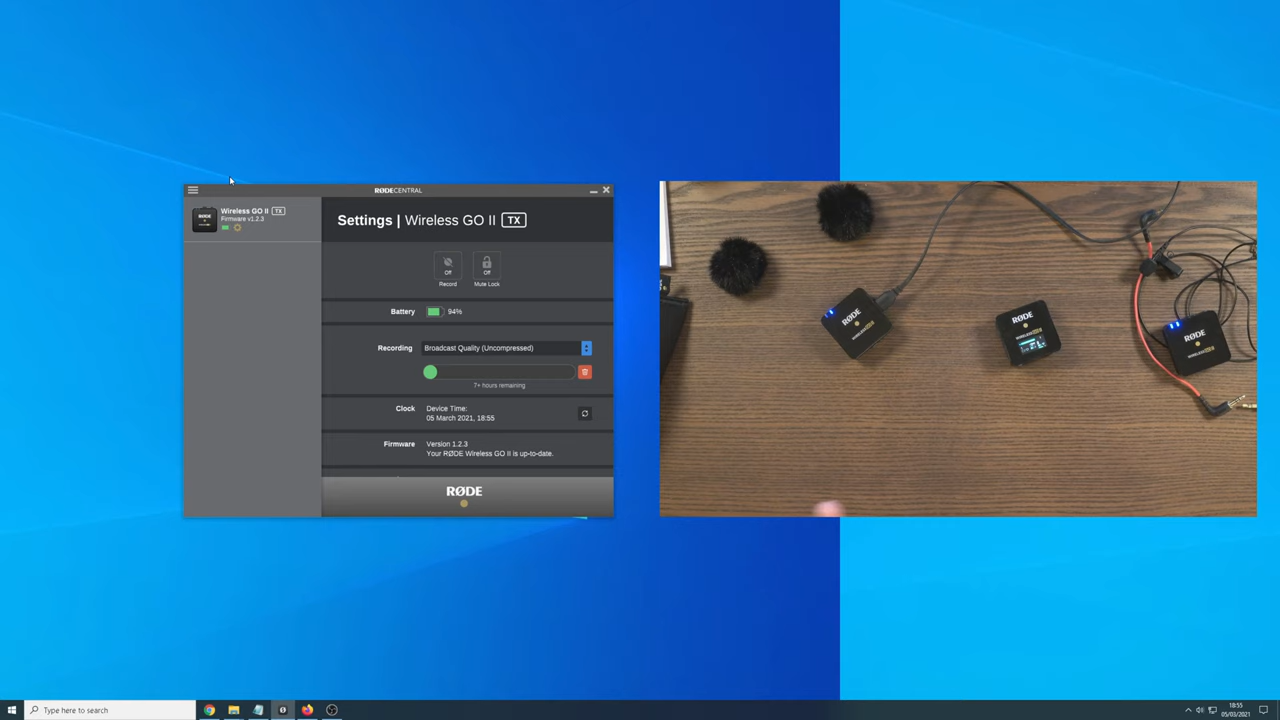 RØDECENTRAL
Wireless GO II TX
Firmware v1.2.3
Settings | Wireless GO II TX
Off
Record
Off
Mute Lock
Battery
94%
Recording
Broadcast Quality (Uncompressed)
7+ hours remaining
Clock
Device Time:
05 March 2021, 18:55
Firmware
Version 1.2.3
Your RØDE Wireless GO II is up-to-date.
RØDE
RØDE
RØDE
RØDE
Type here to search
18:55
05/03/2021